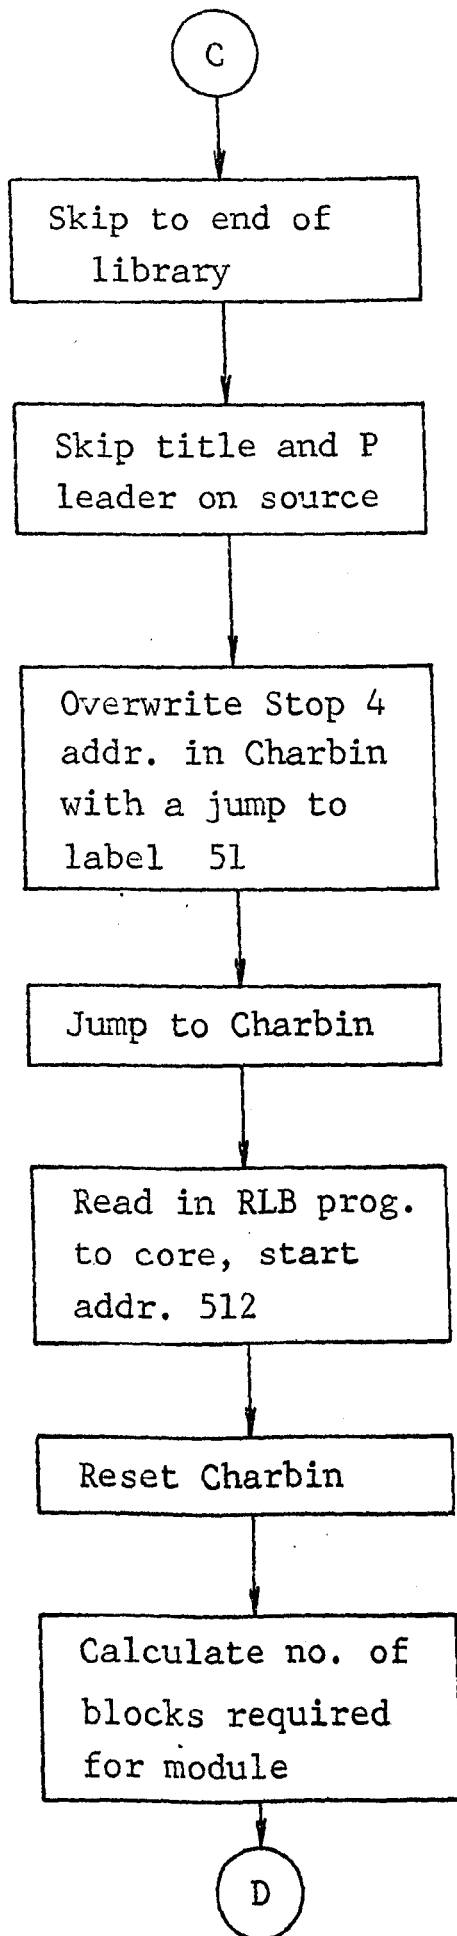 C
Skip to end of
library
Skip title and P
leader on source
Overwrite Stop 4
addr. in Charbin
with a jump to
label 51
Jump to Charbin
Read in RLB prog.
to core, start
addr. 512
Reset Charbin
Calculate no. of
blocks required
for module
D